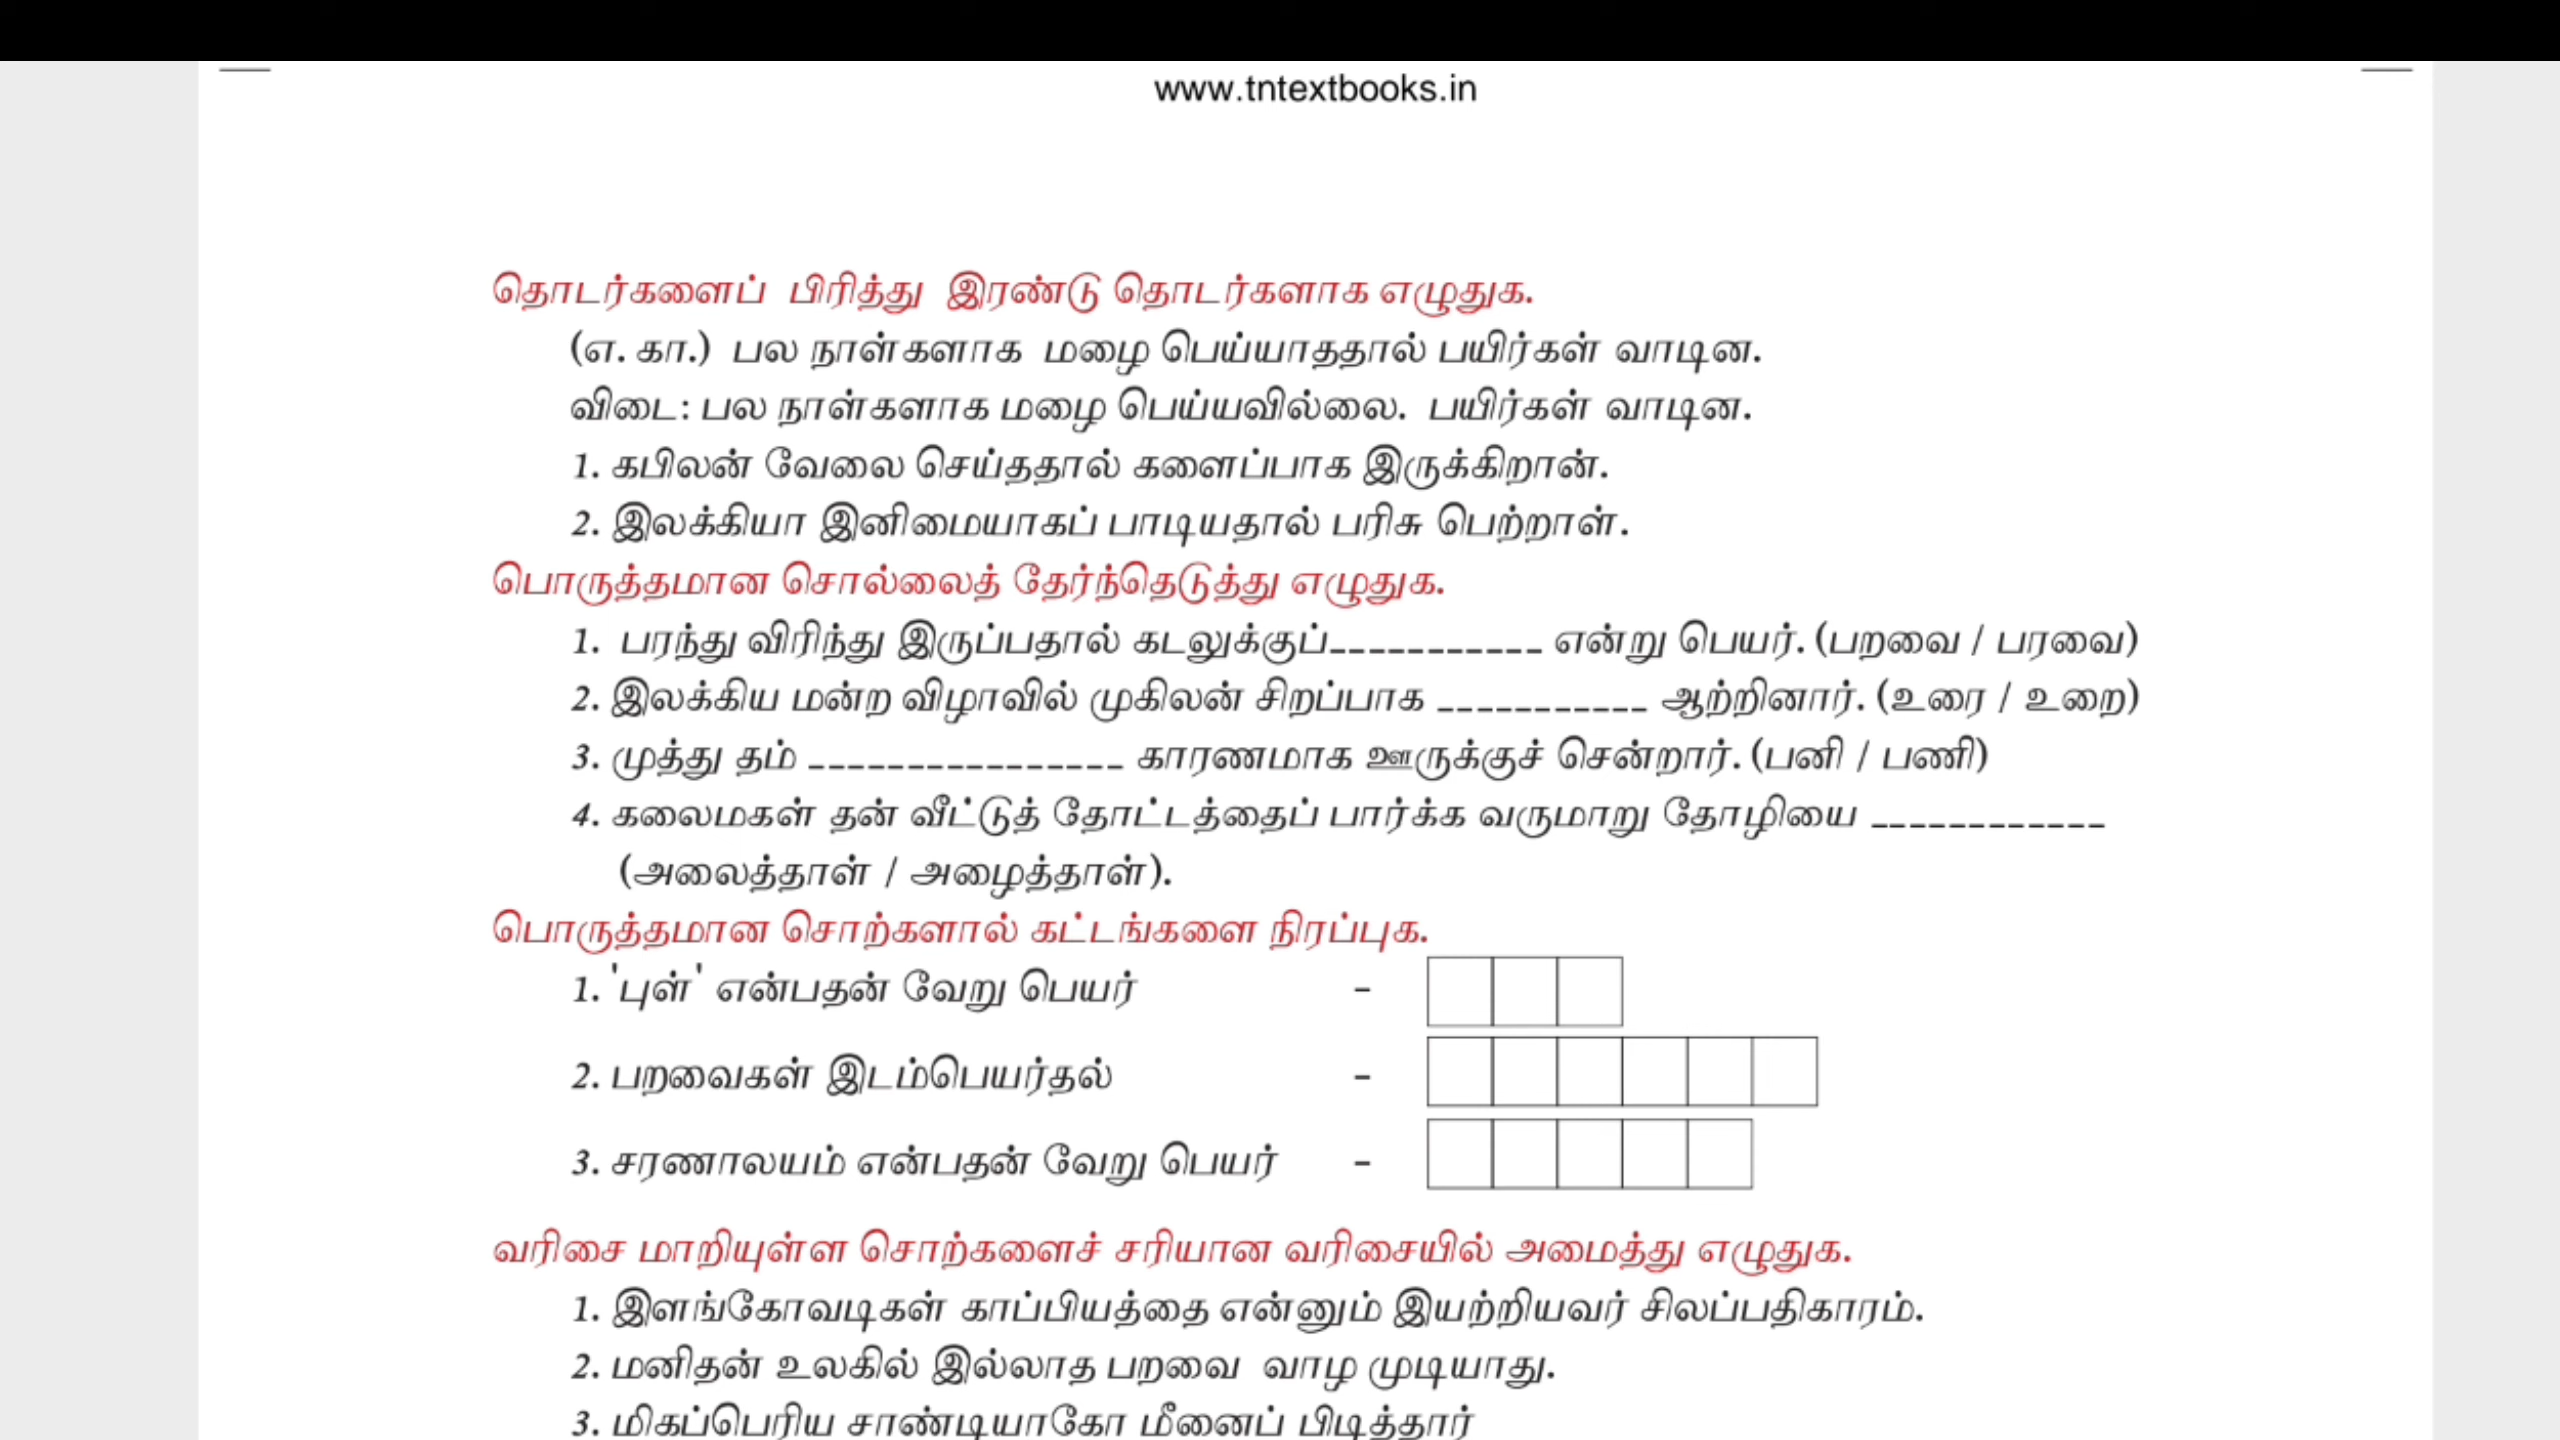 www.tntextbooks.in
தொடர்களைப் பிரித்து இரண்டு தொடர்களாக எழுதுக.
(எ. கா.) பல நாள்களாக மழை பெய்யாததால் பயிர்கள் வாடின.
விடை: பல நாள்களாக மழை பெய்யவில்லை. பயிர்கள் வாடின.
1. கபிலன் வேலை செய்ததால் களைப்பாக இருக்கிறான்.
2. இலக்கியா இனிமையாகப் பாடியதால் பரிசு பெற்றாள்.
பொருத்தமான சொல்லைத் தேர்ந்தெடுத்து எழுதுக.
1. பரந்து விரிந்து இருப்பதால் கடலுக்குப்___________ என்று பெயர். (பறவை / பரவை)
2. இலக்கிய மன்ற விழாவில் முகிலன் சிறப்பாக ___________ ஆற்றினார். (உரை / உறை)
3. முத்து தம் ________________ காரணமாக ஊருக்குச் சென்றார். (பனி / பணி)
4. கலைமகள் தன் வீட்டுத் தோட்டத்தைப் பார்க்க வருமாறு தோழியை ____________
(அலைத்தாள் / அழைத்தாள்).
பொருத்தமான சொற்களால் கட்டங்களை நிரப்புக.
1. 'புள்' என்பதன் வேறு பெயர் -
2. பறவைகள் இடம்பெயர்தல் -
3. சரணாலயம் என்பதன் வேறு பெயர் -
வரிசை மாறியுள்ள சொற்களைச் சரியான வரிசையில் அமைத்து எழுதுக.
1. இளங்கோவடிகள் காப்பியத்தை என்னும் இயற்றியவர் சிலப்பதிகாரம்.
2. மனிதன் உலகில் இல்லாத பறவை வாழ முடியாது.
3. மிகப்பெரிய சாண்டியாகோ மீனைப் பிடித்தார்